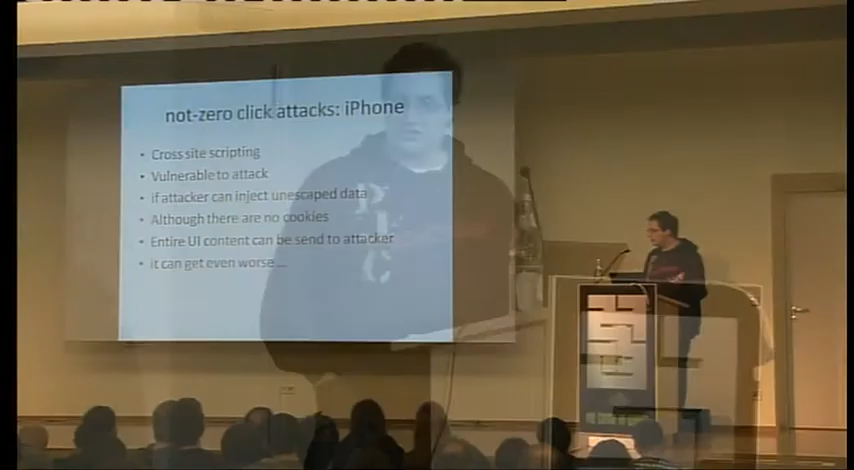 not-zero click attacks: iPhone
• Cross site scripting
• Vulnerable to attack
• if attacker can inject unescaped data
• Although there are no cookies
• Entire UI content can be send to attacker
• it can get even worse ...